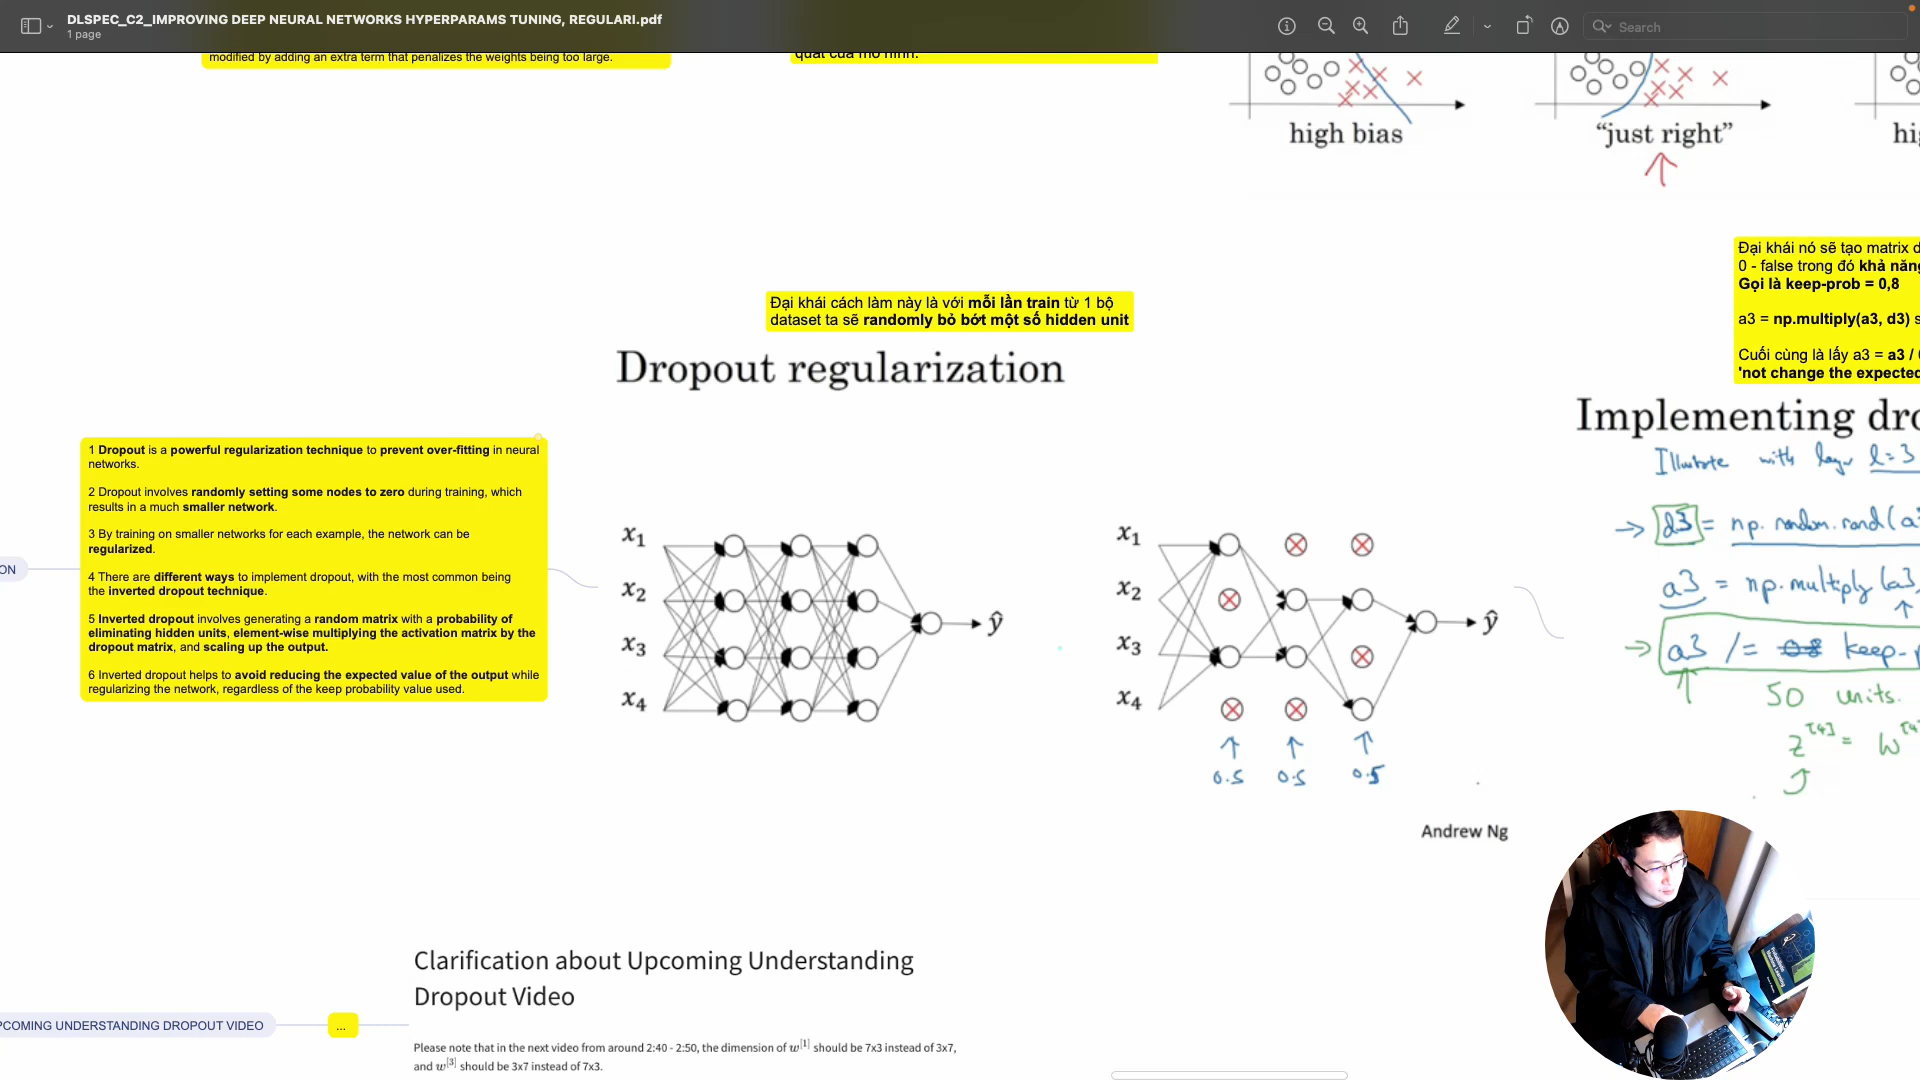 DLSPEC_C2_IMPROVING DEEP NEURAL NETWORKS HYPERPARAMS TUNING, REGULARI.pdf
1 page
Search
modified by adding an extra term that penalizes the weights being too large.
quát của mô hình.
high bias
“just right”
Đại khái nó sẽ tạo matrix d
0 - false trong đó khả năng
Gọi là keep-prob = 0,8
a3 = np.multiply(a3, d3) s
Cuối cùng là lấy a3 = a3 /
'not change the expected
Đại khái cách làm này là với mỗi lần train từ 1 bộ
dataset ta sẽ randomly bỏ bớt một số hidden unit
Dropout regularization
Implementing dro
Illustrate with layer l=3
d3 = np.random.rand(a3
a3 = np.multiply(a3,
a3 /= 0.8 keep-p
50 units.
z[4] = W[4]
ON
1 Dropout is a powerful regularization technique to prevent over-fitting in neural
networks.
2 Dropout involves randomly setting some nodes to zero during training, which
results in a much smaller network.
3 By training on smaller networks for each example, the network can be
regularized.
4 There are different ways to implement dropout, with the most common being
the inverted dropout technique.
5 Inverted dropout involves generating a random matrix with a probability of
eliminating hidden units, element-wise multiplying the activation matrix by the
dropout matrix, and scaling up the output.
6 Inverted dropout helps to avoid reducing the expected value of the output while
regularizing the network, regardless of the keep probability value used.
x1
x2
x3
x4
ŷ
x1
x2
x3
x4
ŷ
0.5 0.5 0.5
Andrew Ng
Clarification about Upcoming Understanding
Dropout Video
PCOMING UNDERSTANDING DROPOUT VIDEO
...
Please note that in the next video from around 2:40 - 2:50, the dimension of w[1] should be 7x3 instead of 3x7,
and w[3] should be 3x7 instead of 7x3.